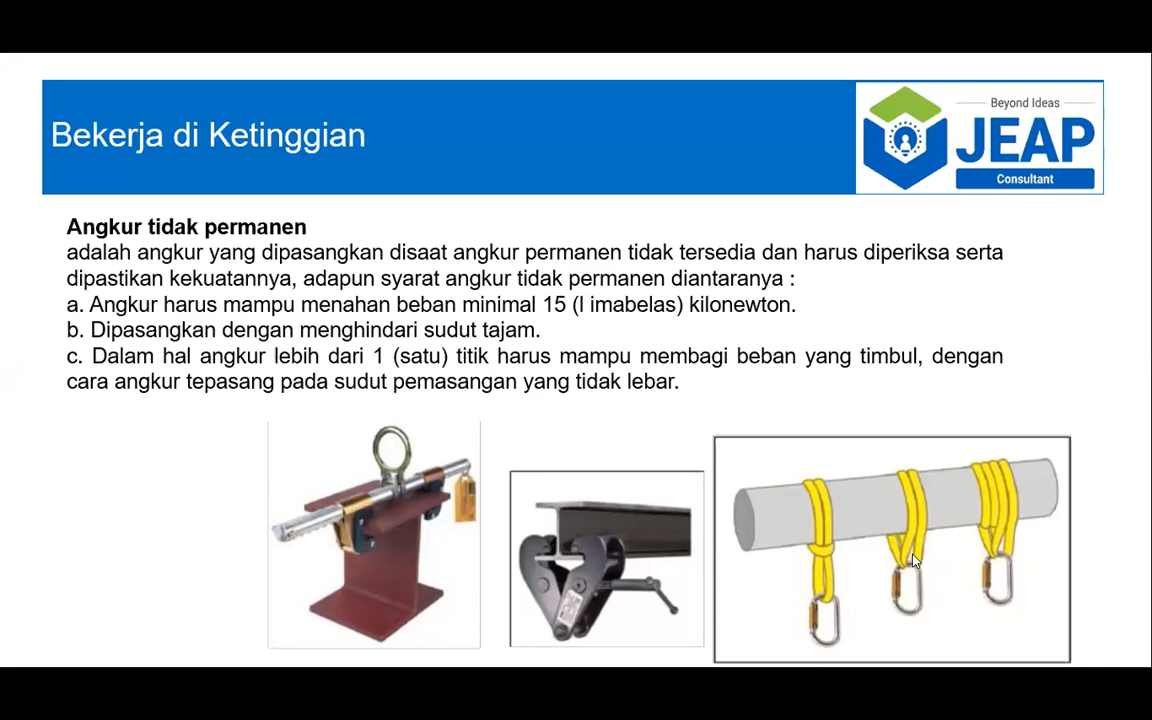 Bekerja di Ketinggian
Beyond Ideas
JEAP
Consultant
Angkur tidak permanen
adalah angkur yang dipasangkan disaat angkur permanen tidak tersedia dan harus diperiksa serta
dipastikan kekuatannya, adapun syarat angkur tidak permanen diantaranya :
a. Angkur harus mampu menahan beban minimal 15 (l imabelas) kilonewton.
b. Dipasangkan dengan menghindari sudut tajam.
c. Dalam hal angkur lebih dari 1 (satu) titik harus mampu membagi beban yang timbul, dengan
cara angkur tepasang pada sudut pemasangan yang tidak lebar.